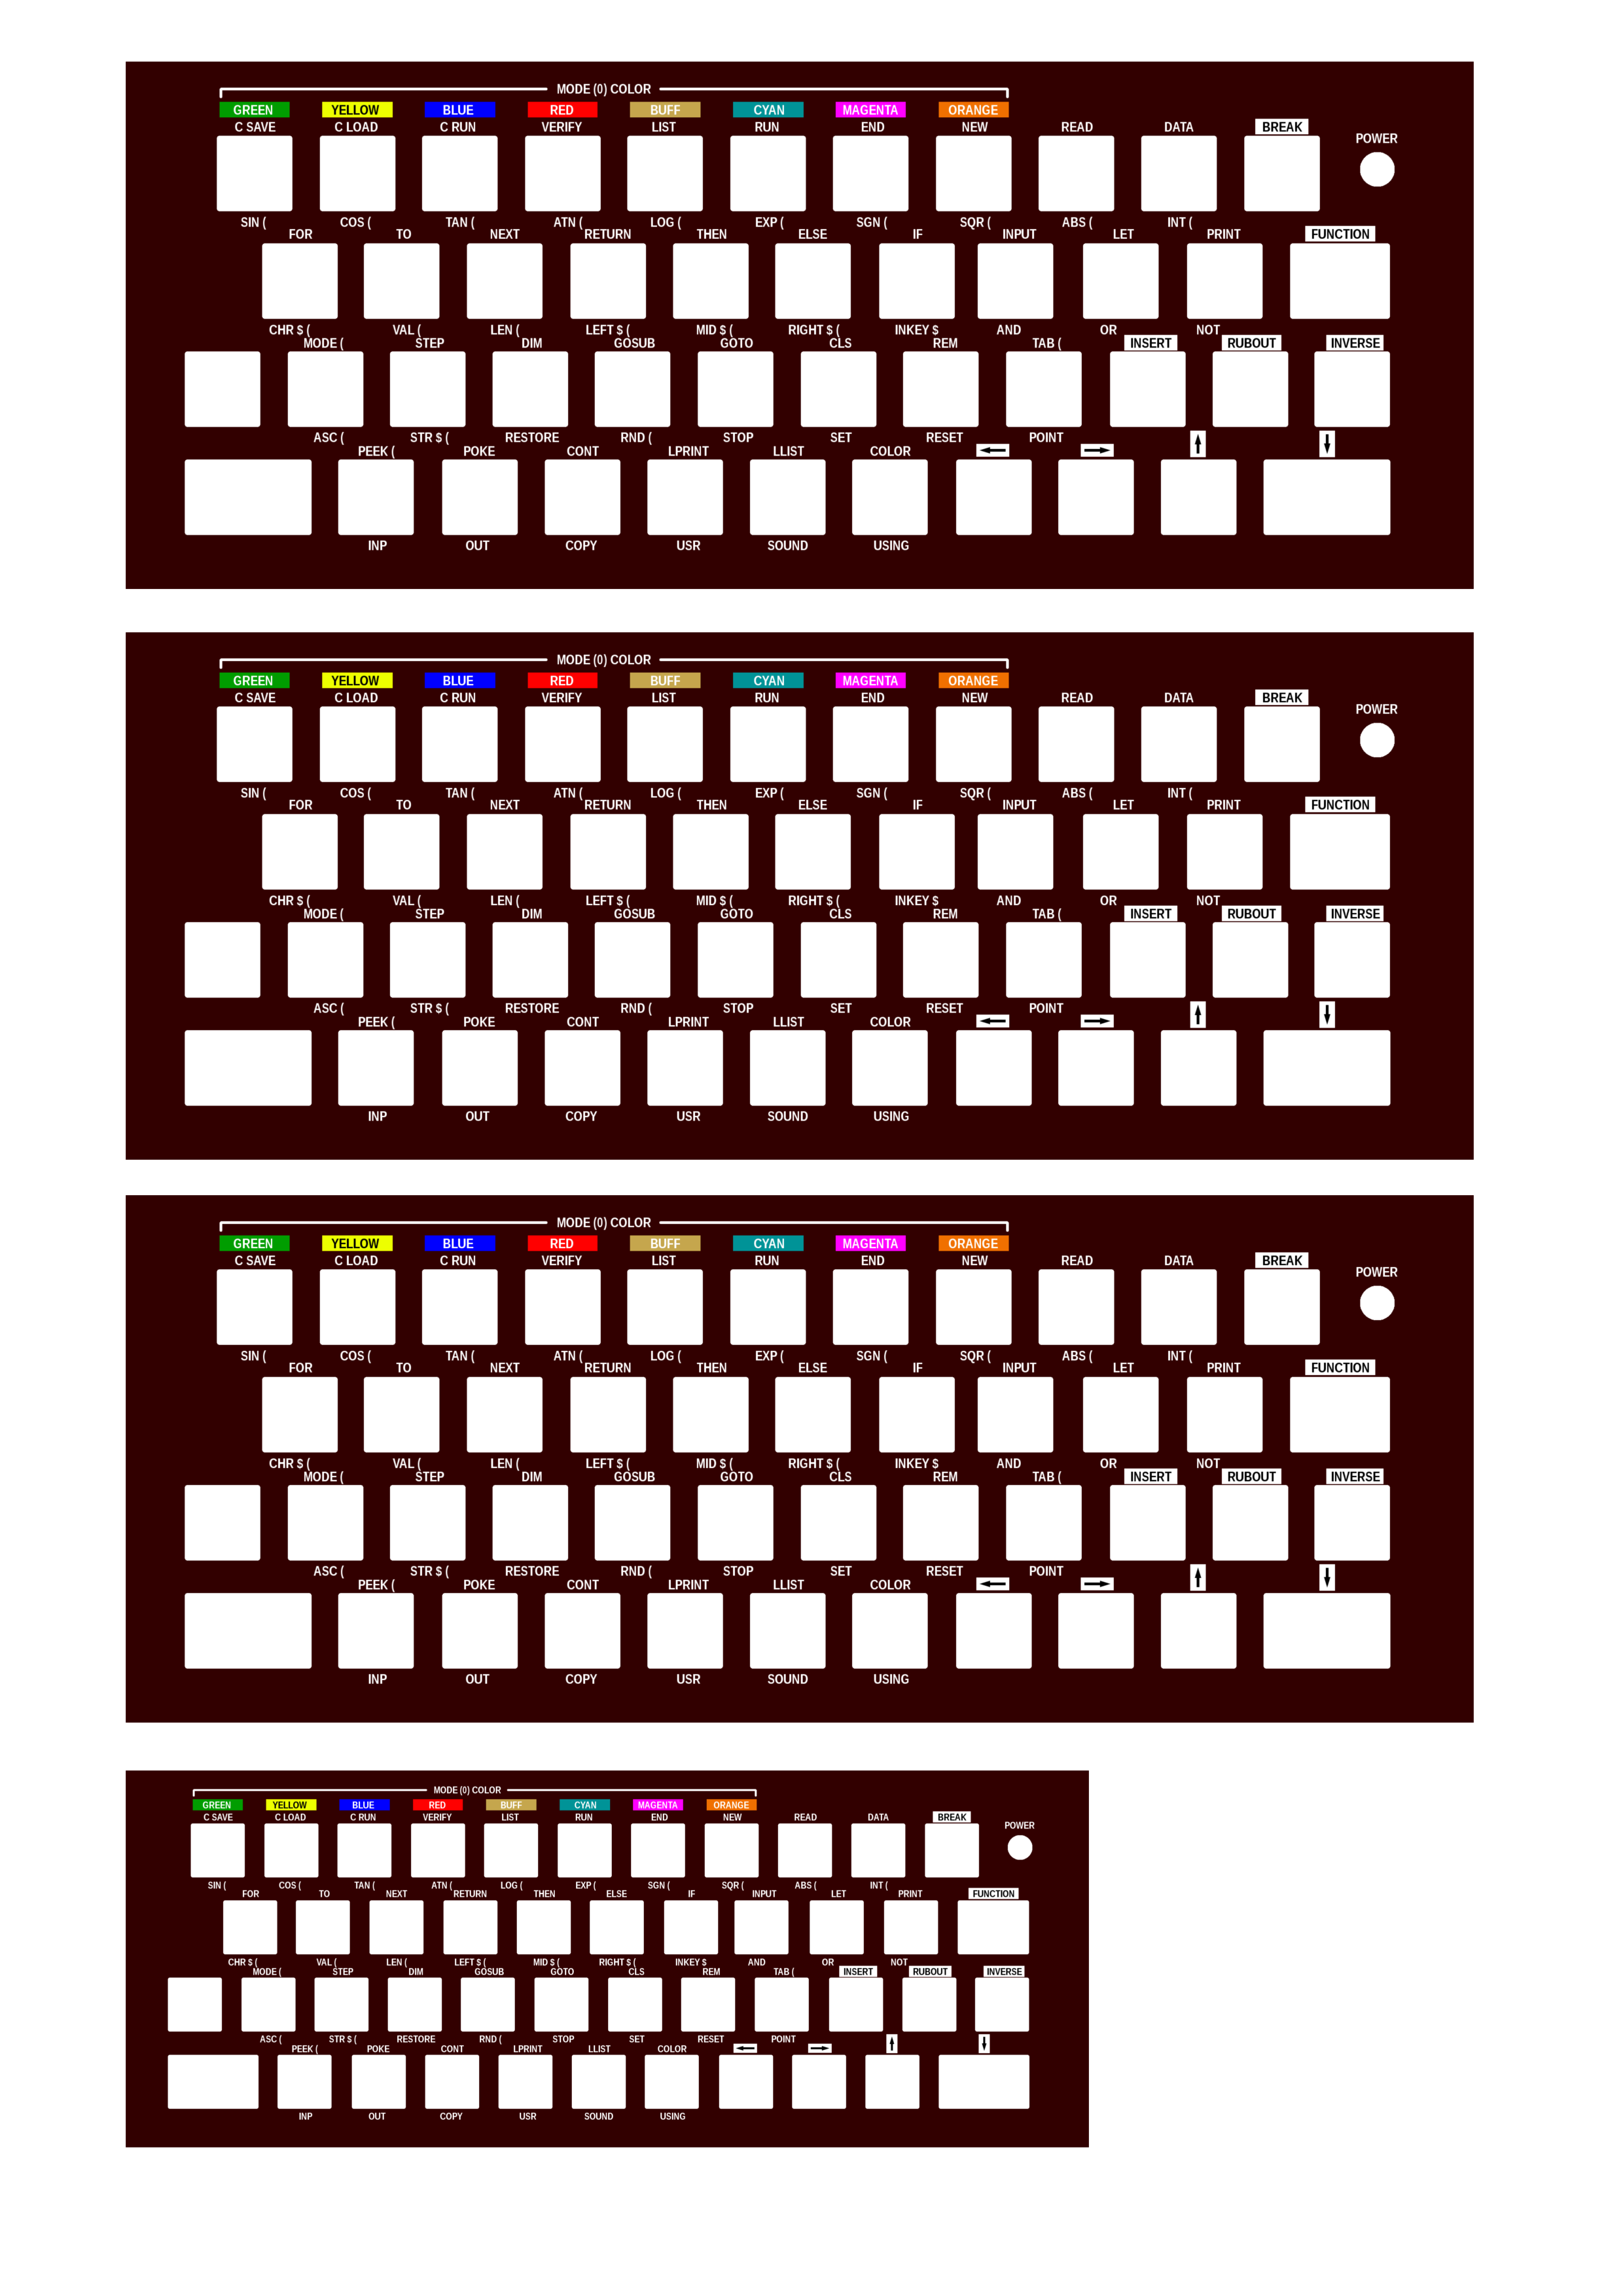 MODE (0) COLOR
GREEN YELLOW BLUE RED BUFF CYAN MAGENTA ORANGE
C SAVE C LOAD C RUN VERIFY LIST RUN END NEW READ DATA BREAK
POWER
SIN ( COS ( TAN ( ATN ( LOG ( EXP ( SGN ( SQR ( ABS ( INT (
FOR TO NEXT RETURN THEN ELSE IF INPUT LET PRINT FUNCTION
CHR $ ( VAL ( LEN ( LEFT $ ( MID $ ( RIGHT $ ( INKEY $ AND OR NOT
MODE ( STEP DIM GOSUB GOTO CLS REM TAB ( INSERT RUBOUT INVERSE
ASC ( STR $ ( RESTORE RND ( STOP SET RESET POINT
PEEK ( POKE CONT LPRINT LLIST COLOR
INP OUT COPY USR SOUND USING
MODE (0) COLOR
GREEN YELLOW BLUE RED BUFF CYAN MAGENTA ORANGE
C SAVE C LOAD C RUN VERIFY LIST RUN END NEW READ DATA BREAK
POWER
SIN ( COS ( TAN ( ATN ( LOG ( EXP ( SGN ( SQR ( ABS ( INT (
FOR TO NEXT RETURN THEN ELSE IF INPUT LET PRINT FUNCTION
CHR $ ( VAL ( LEN ( LEFT $ ( MID $ ( RIGHT $ ( INKEY $ AND OR NOT
MODE ( STEP DIM GOSUB GOTO CLS REM TAB ( INSERT RUBOUT INVERSE
ASC ( STR $ ( RESTORE RND ( STOP SET RESET POINT
PEEK ( POKE CONT LPRINT LLIST COLOR
INP OUT COPY USR SOUND USING
MODE (0) COLOR
GREEN YELLOW BLUE RED BUFF CYAN MAGENTA ORANGE
C SAVE C LOAD C RUN VERIFY LIST RUN END NEW READ DATA BREAK
POWER
SIN ( COS ( TAN ( ATN ( LOG ( EXP ( SGN ( SQR ( ABS ( INT (
FOR TO NEXT RETURN THEN ELSE IF INPUT LET PRINT FUNCTION
CHR $ ( VAL ( LEN ( LEFT $ ( MID $ ( RIGHT $ ( INKEY $ AND OR NOT
MODE ( STEP DIM GOSUB GOTO CLS REM TAB ( INSERT RUBOUT INVERSE
ASC ( STR $ ( RESTORE RND ( STOP SET RESET POINT
PEEK ( POKE CONT LPRINT LLIST COLOR
INP OUT COPY USR SOUND USING
MODE (0) COLOR
GREEN YELLOW BLUE RED BUFF CYAN MAGENTA ORANGE
C SAVE C LOAD C RUN VERIFY LIST RUN END NEW READ DATA BREAK
POWER
SIN ( COS ( TAN ( ATN ( LOG ( EXP ( SGN ( SQR ( ABS ( INT (
FOR TO NEXT RETURN THEN ELSE IF INPUT LET PRINT FUNCTION
CHR $ ( VAL ( LEN ( LEFT $ ( MID $ ( RIGHT $ ( INKEY $ AND OR NOT
MODE ( STEP DIM GOSUB GOTO CLS REM TAB ( INSERT RUBOUT INVERSE
ASC ( STR $ ( RESTORE RND ( STOP SET RESET POINT
PEEK ( POKE CONT LPRINT LLIST COLOR
INP OUT COPY USR SOUND USING